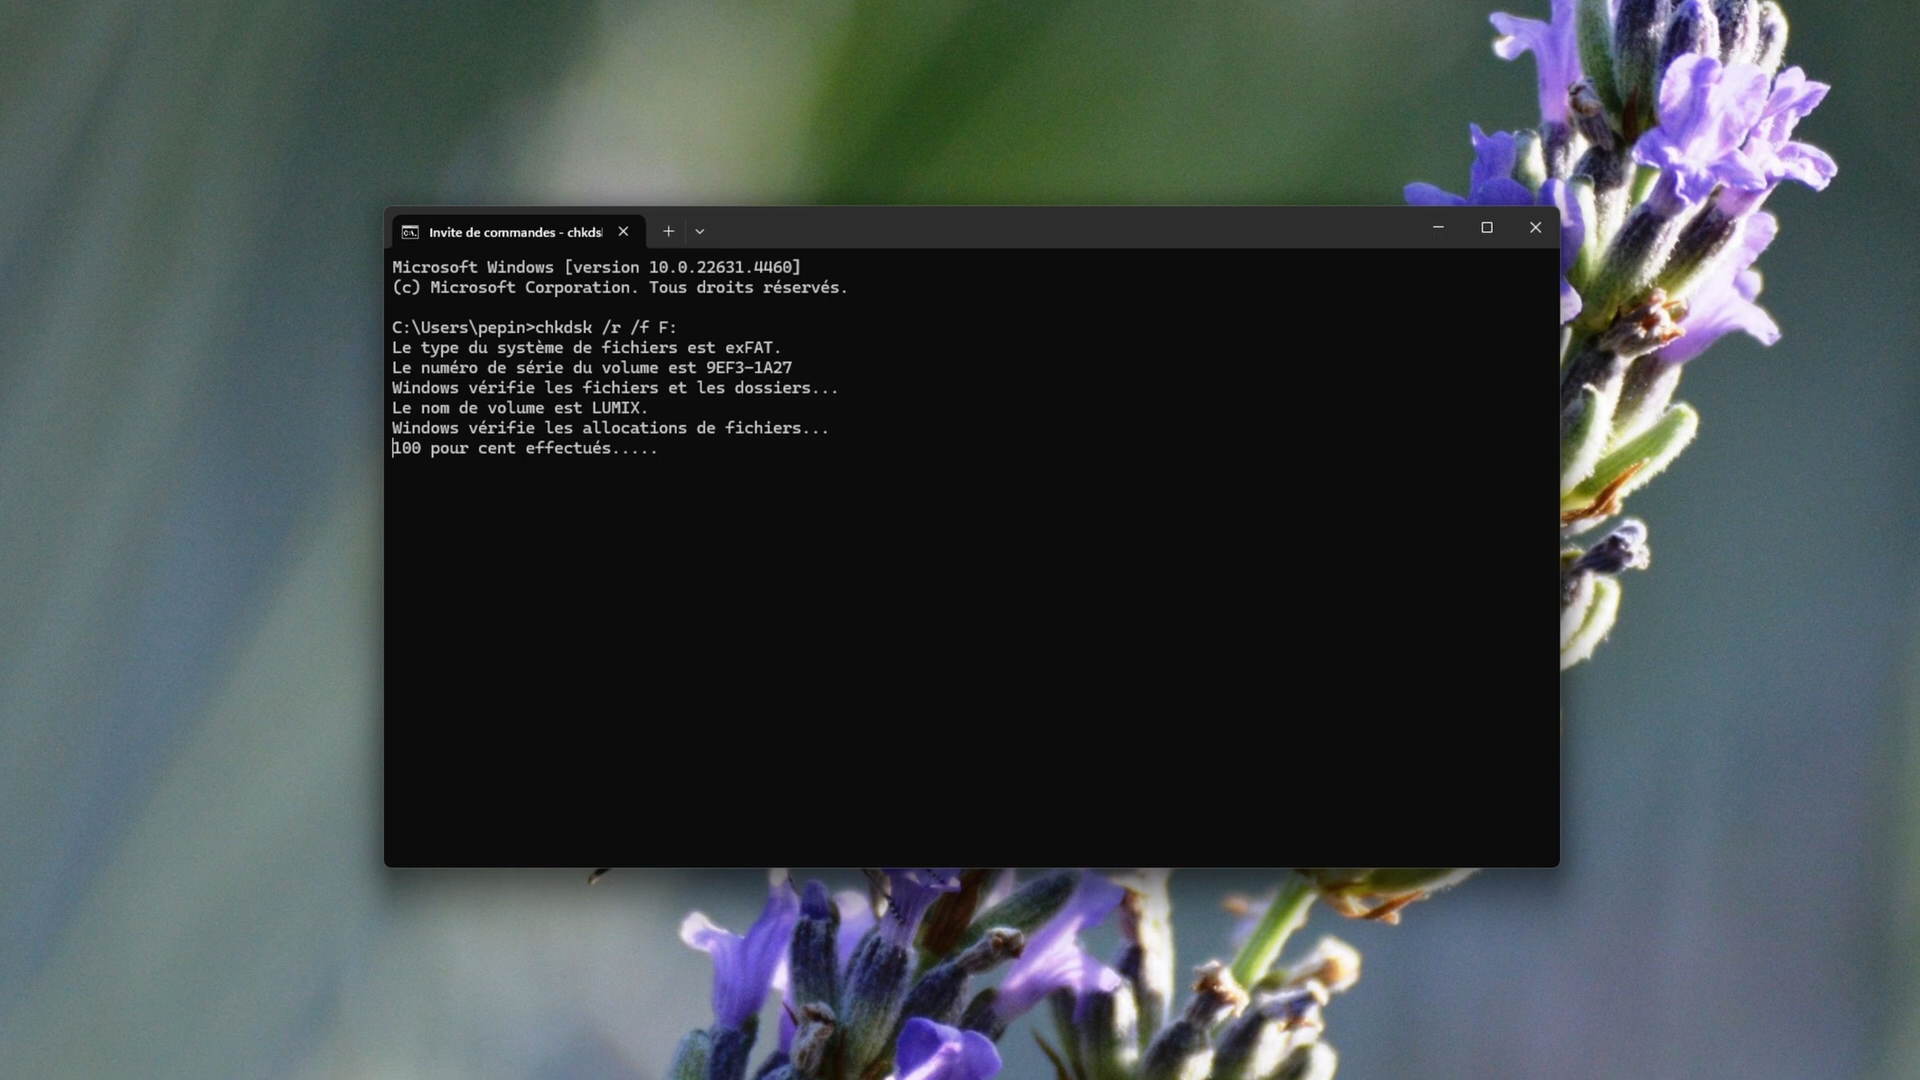 Invite de commandes - chkds
Microsoft Windows [version 10.0.22631.4460]
(c) Microsoft Corporation. Tous droits réservés.
C:\Users\pepin>chkdsk /r /f F:
Le type du système de fichiers est exFAT.
Le numéro de série du volume est 9EF3-1A27
Windows vérifie les fichiers et les dossiers...
Le nom de volume est LUMIX.
Windows vérifie les allocations de fichiers...
100 pour cent effectués.....